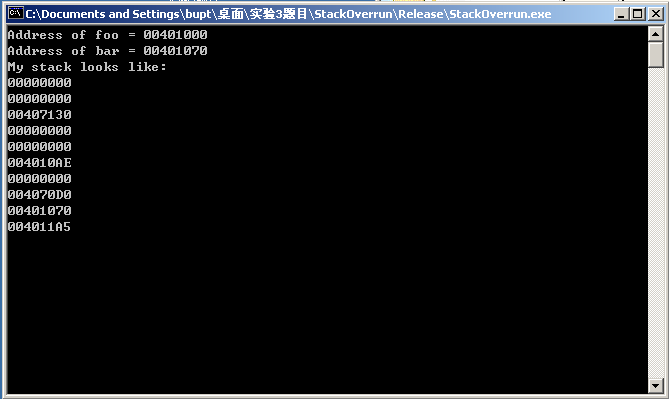 C:\Documents and Settings\bupt\桌面\实验3题目\StackOverrun\Release\StackOverrun.exe
Address of foo = 00401000
Address of bar = 00401070
My stack looks like:
00000000
00000000
00407130
00000000
00000000
004010AE
00000000
004070D0
00401070
004011A5